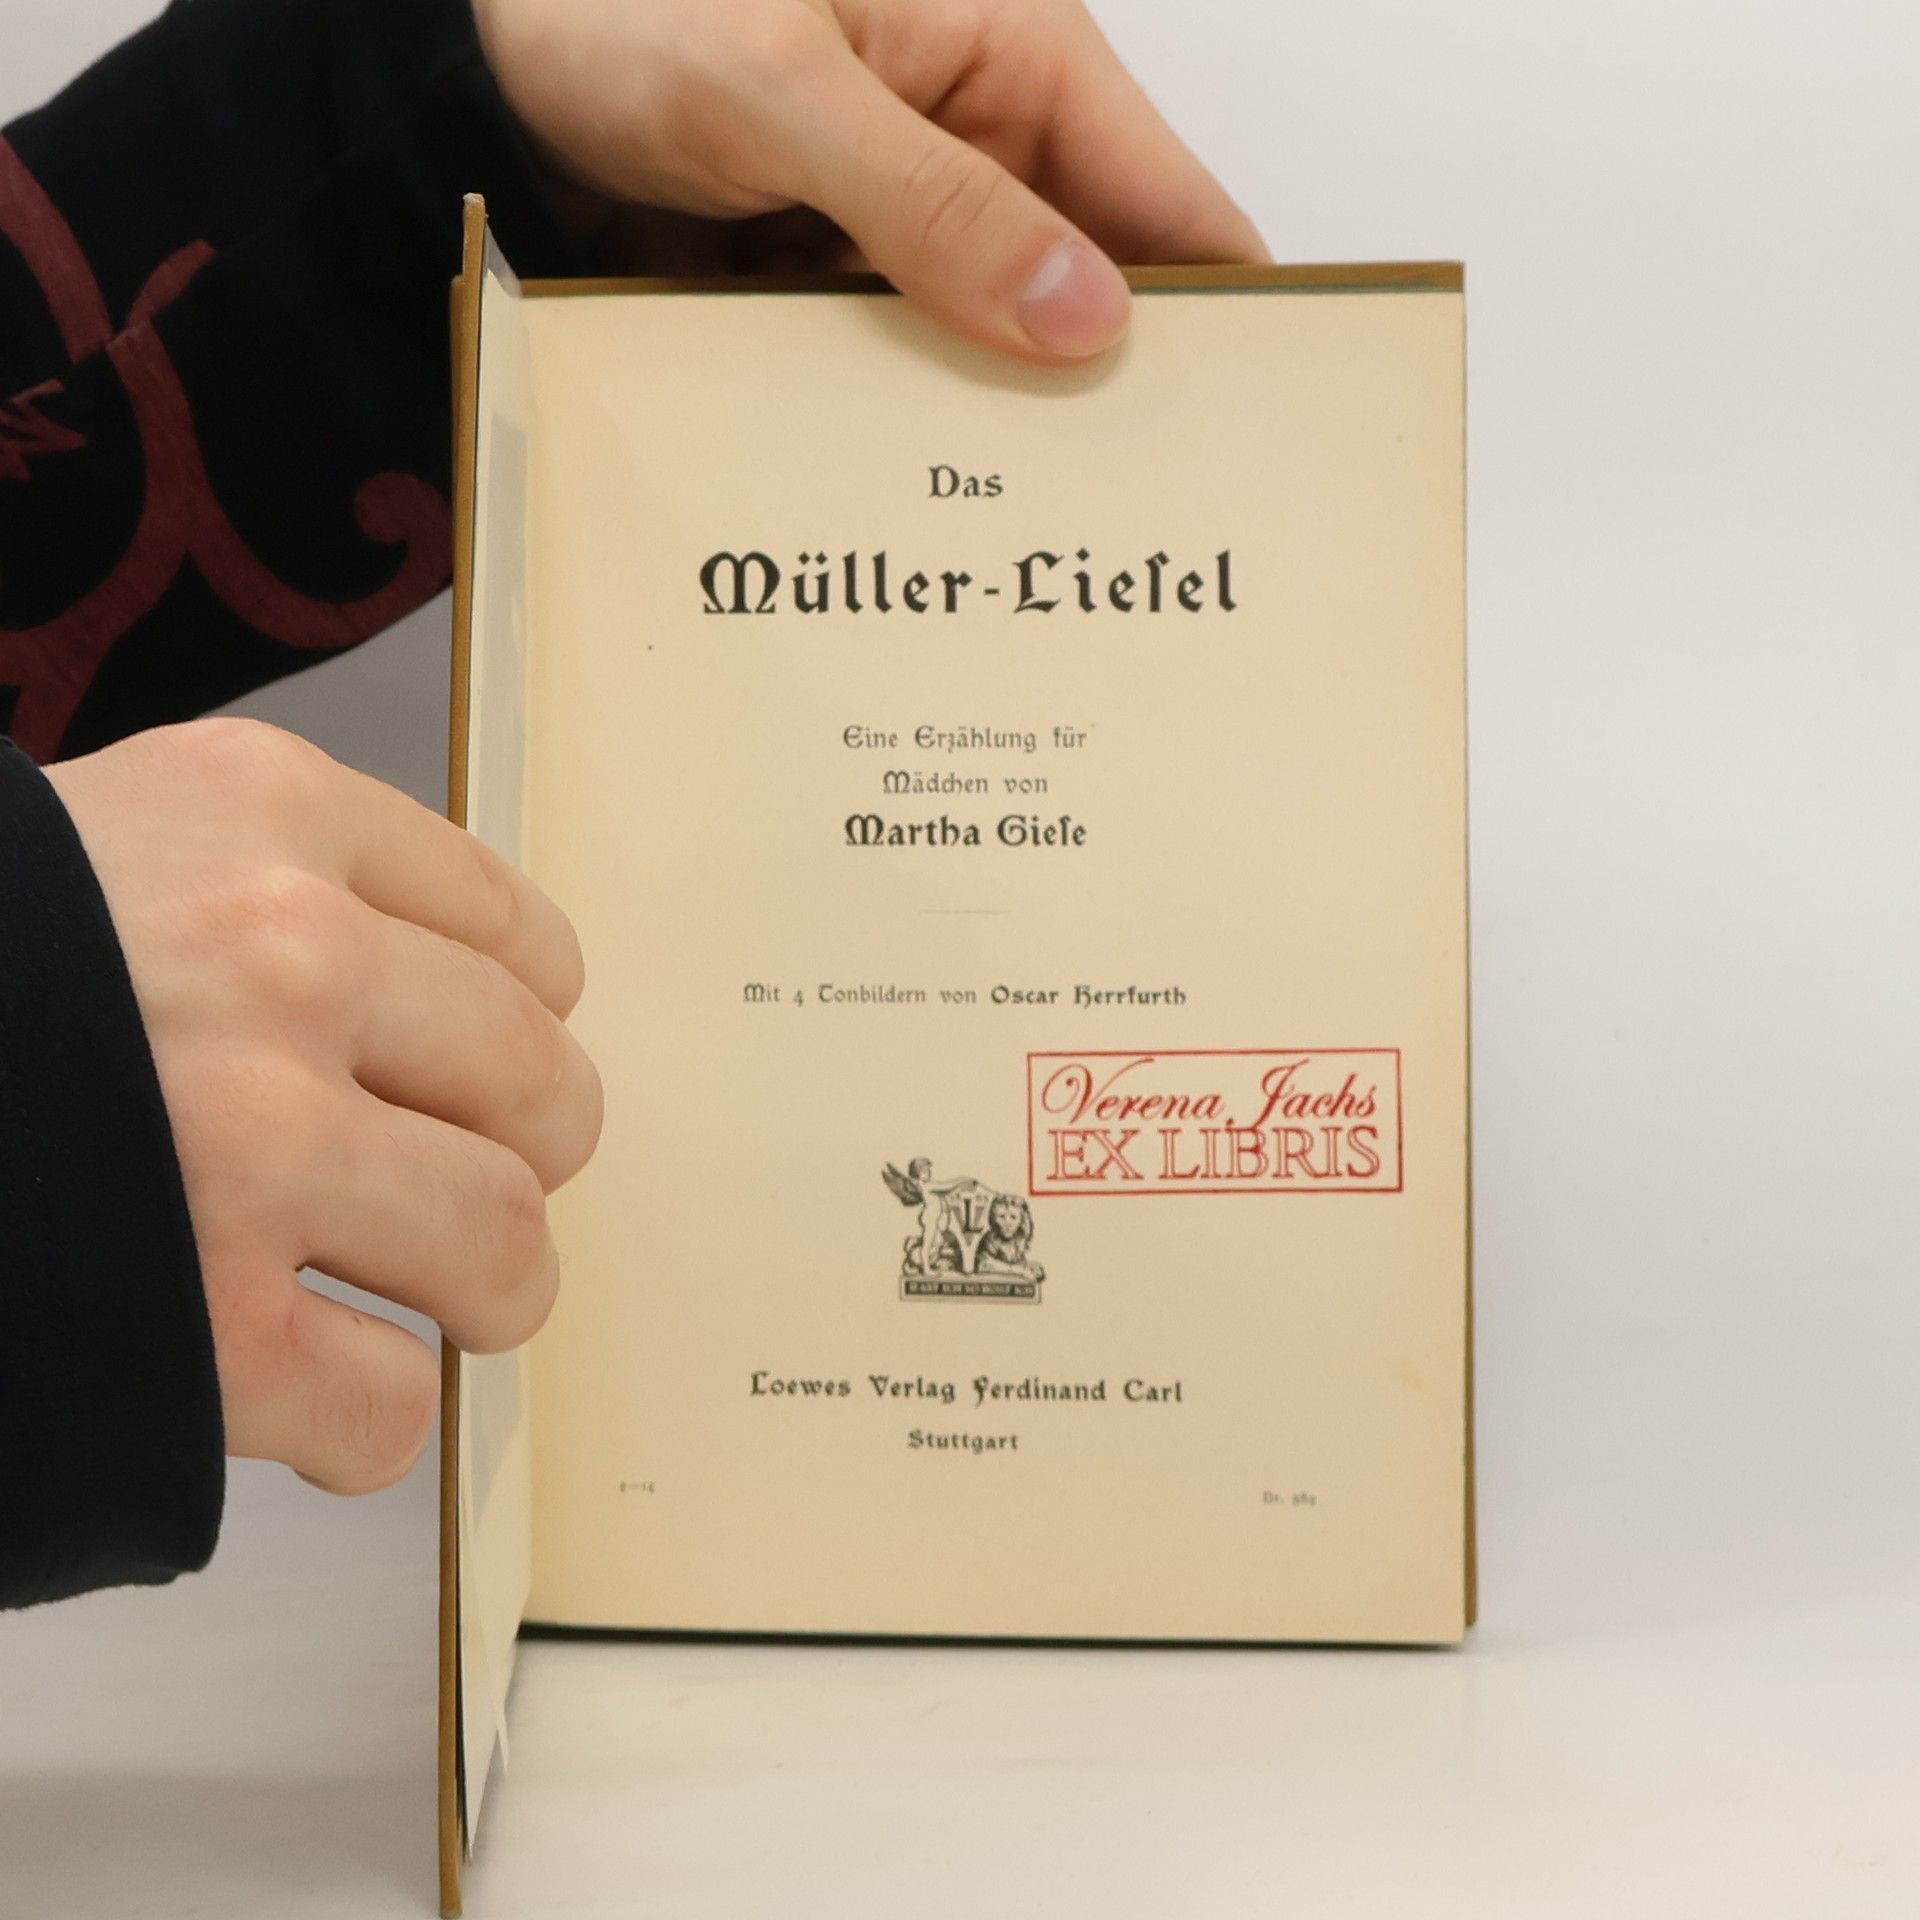 Das
Müller-Lieſel
Eine Erzählung für
Mädchen von
Martha Gieſe
Mit 4 Tonbildern von Oscar Herrfurth
Verena Jachs
EX LIBRIS
L
V
Loewes Verlag Ferdinand Carl
Stuttgart
Nr.